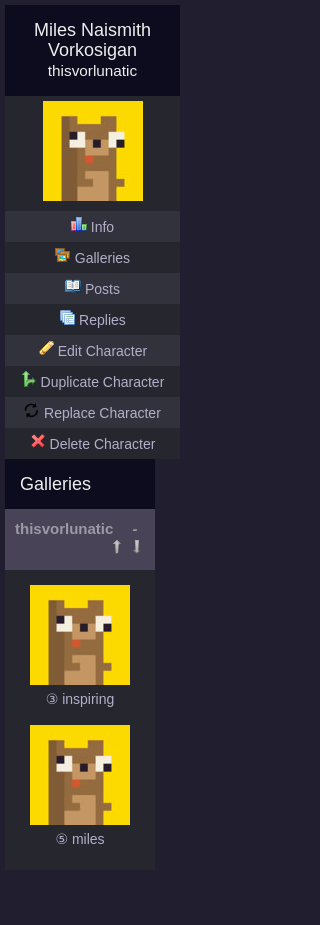 Miles Naismith
Vorkosigan
thisvorlunatic
Info
Galleries
Posts
Replies
Edit Character
Duplicate Character
Replace Character
Delete Character
Galleries
thisvorlunatic -
③ inspiring
⑤ miles